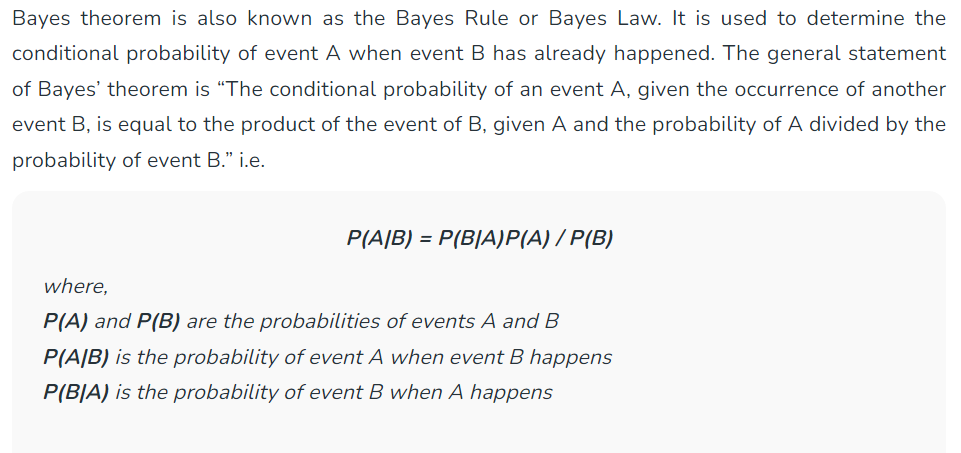 Bayes theorem is also known as the Bayes Rule or Bayes Law. It is used to determine the
conditional probability of event A when event B has already happened. The general statement
of Bayes’ theorem is “The conditional probability of an event A, given the occurrence of another
event B, is equal to the product of the event of B, given A and the probability of A divided by the
probability of event B.” i.e.
P(A|B) = P(B|A)P(A) / P(B)
where,
P(A) and P(B) are the probabilities of events A and B
P(A|B) is the probability of event A when event B happens
P(B|A) is the probability of event B when A happens